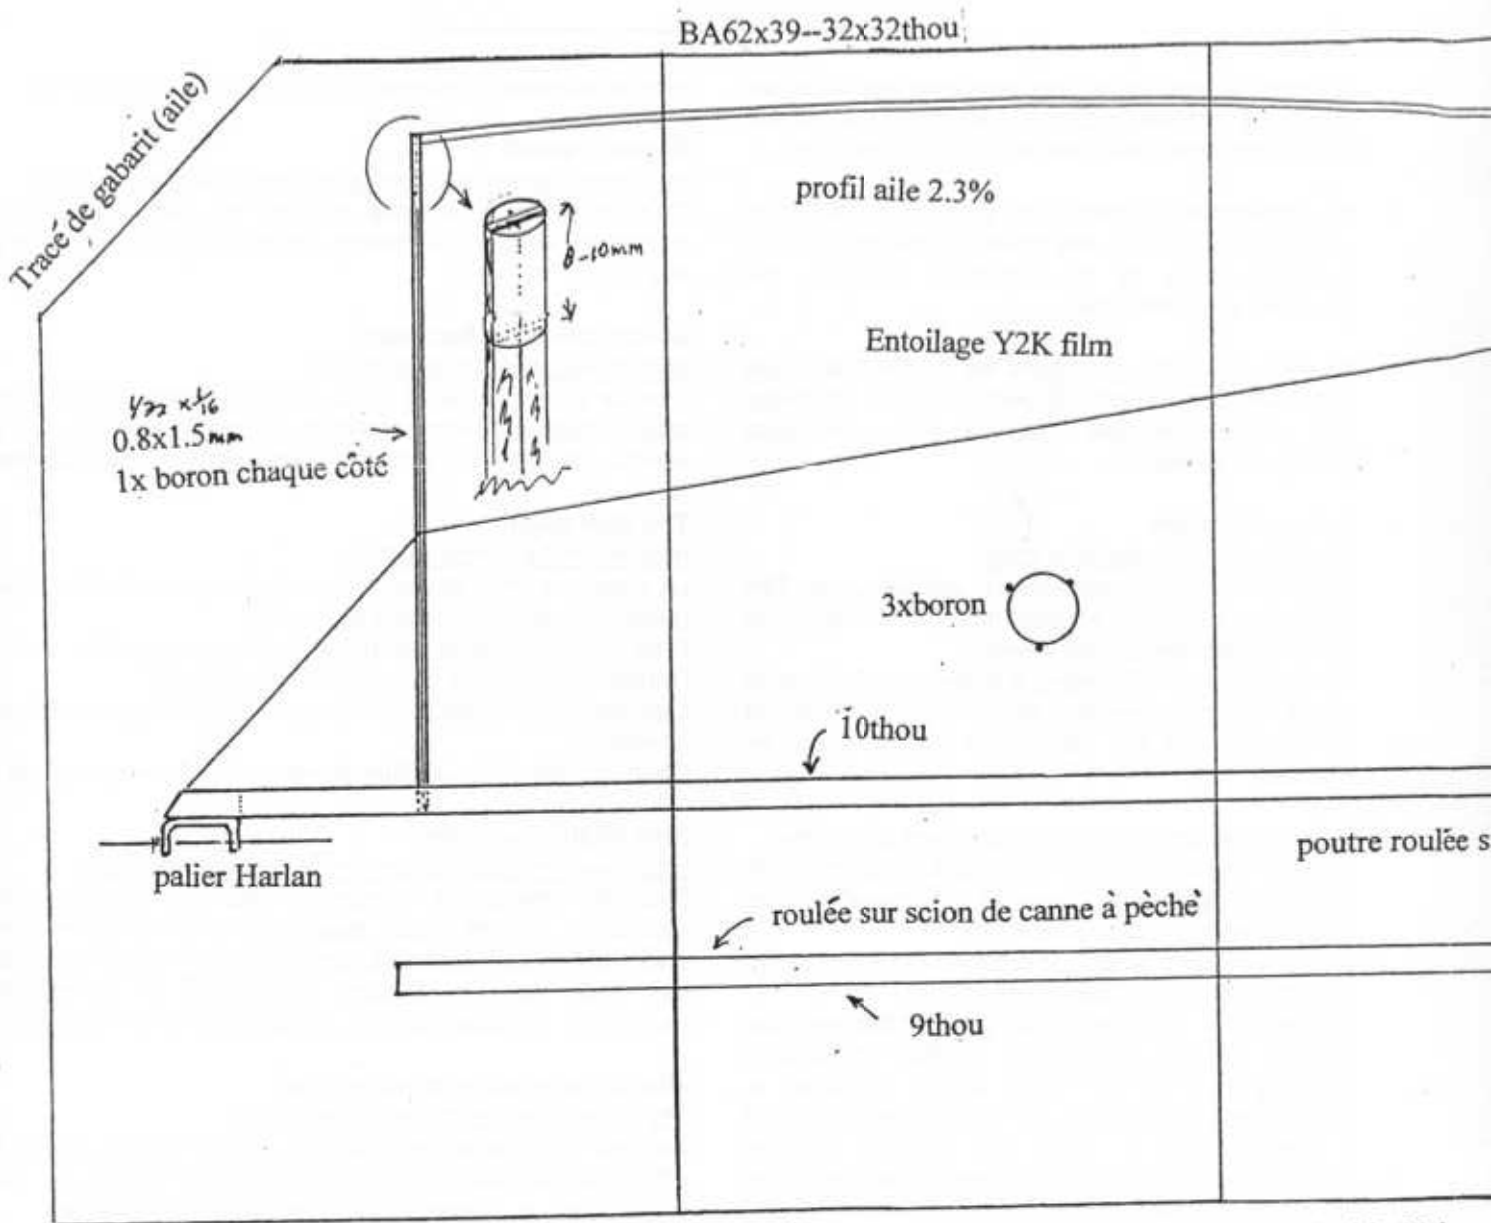 BA62x39--32x32thou
Tracé de gabarit (aile)
profil aile 2.3%
8-10mm
Entoilage Y2K film
1/32 x 1/16
0.8x1.5mm
1x boron chaque côté
3xboron
10thou
palier Harlan
poutre roulée s
roulée sur scion de canne à pèche
9thou